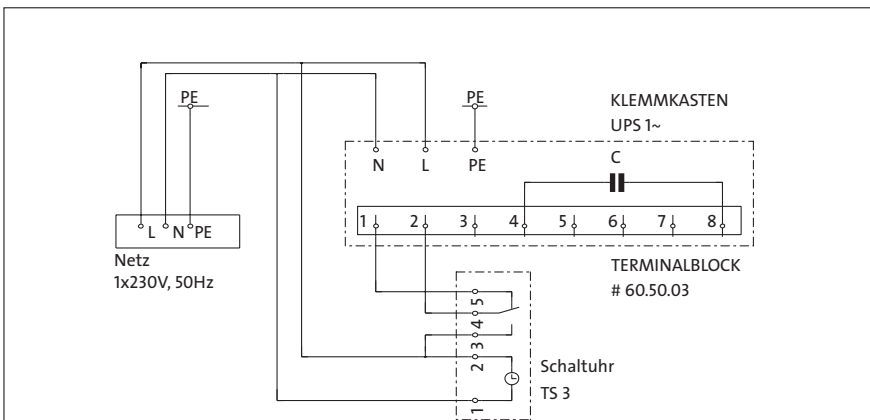 PE
PE
KLEMMKASTEN
UPS 1~
N L PE
C
1 2 3 4 5 6 7 8
L N PE
Netz
1x230V, 50Hz
TERMINALBLOCK
# 60.50.03
5
4
3
2
1
Schaltuhr
TS 3